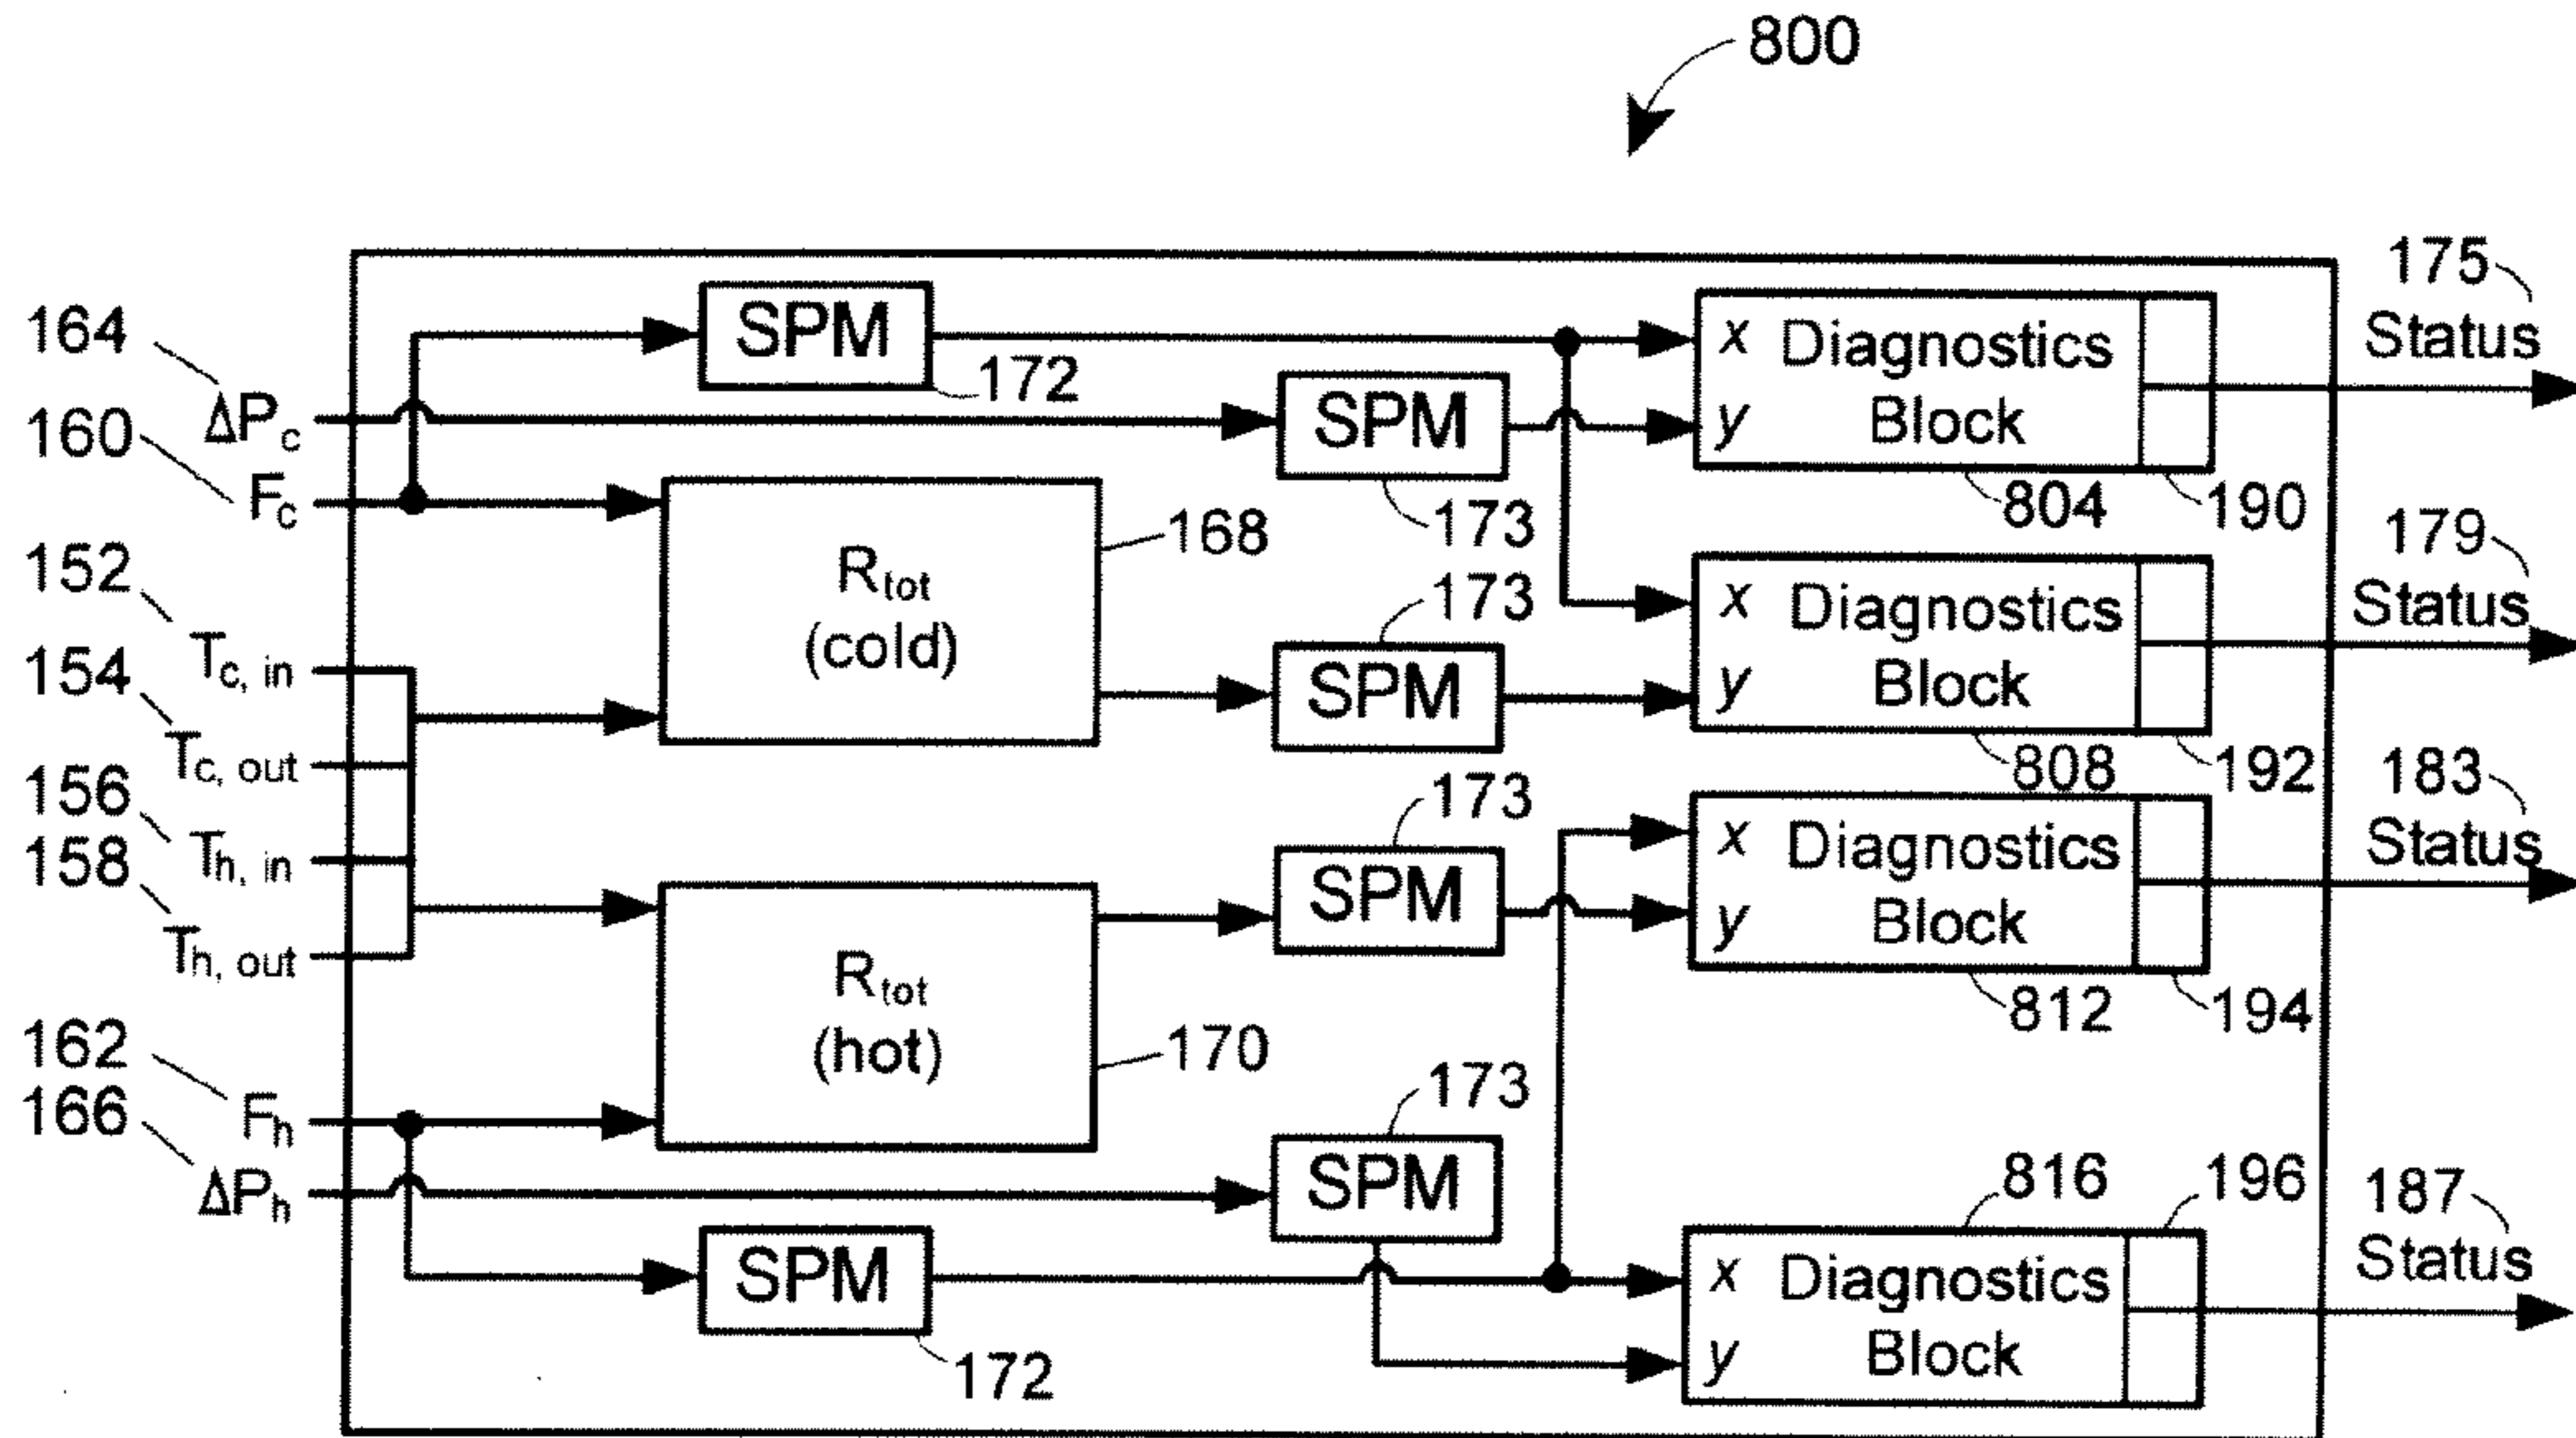 800
175
Status
164
ΔPc
160
Fc
SPM
172
SPM
173
x Diagnostics
y Block
804
190
179
Status
152
Tc, in
154
Tc, out
156
Th, in
158
Th, out
Rtot
(cold)
168
173
SPM
x Diagnostics
y Block
808
192
183
Status
173
SPM
x Diagnostics
y Block
812
194
Rtot
(hot)
170
162
Fh
166
ΔPh
173
SPM
SPM
172
816
196
x Diagnostics
y Block
187
Status